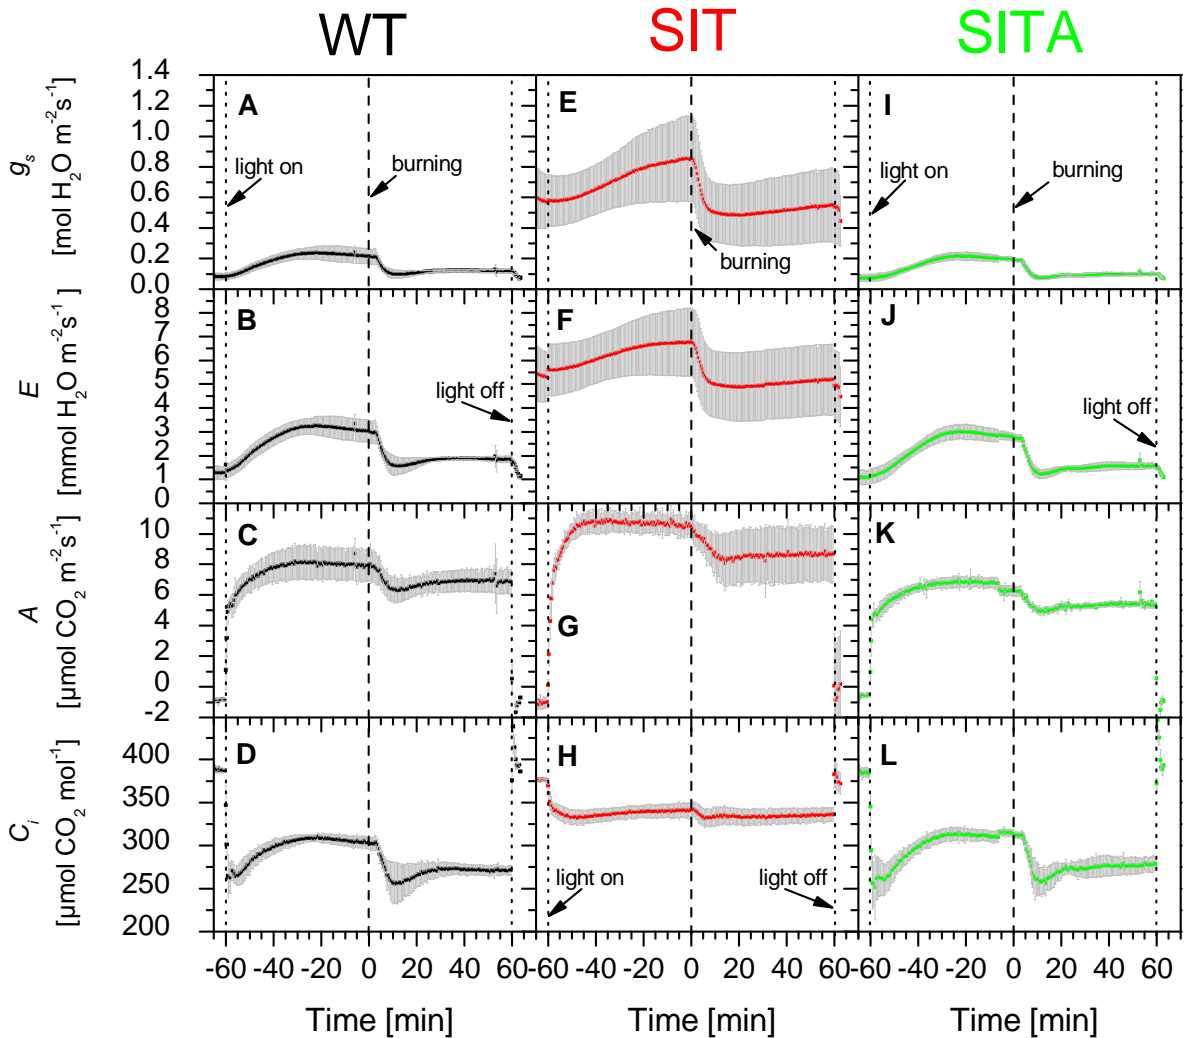 WT SIT SITA
1.4
1.2
1.0
0.8
0.6
0.4
0.2
0.0
gs
[mol H2O m-2s-1]
A
light on
burning
E
burning
I
light on
burning
8
7
6
5
4
3
2
1
0
E
[mmol H2O m-2s-1]
B
light off
F
J
light off
10
8
6
4
2
0
-2
A
[µmol CO2 m-2s-1]
C
G
K
400
350
300
250
200
Ci
[µmol CO2 mol-1]
D
H
light on
light off
L
-60 -40 -20 0 20 40 60
-60 -40 -20 0 20 40 60
-60 -40 -20 0 20 40 60
Time [min] Time [min] Time [min]